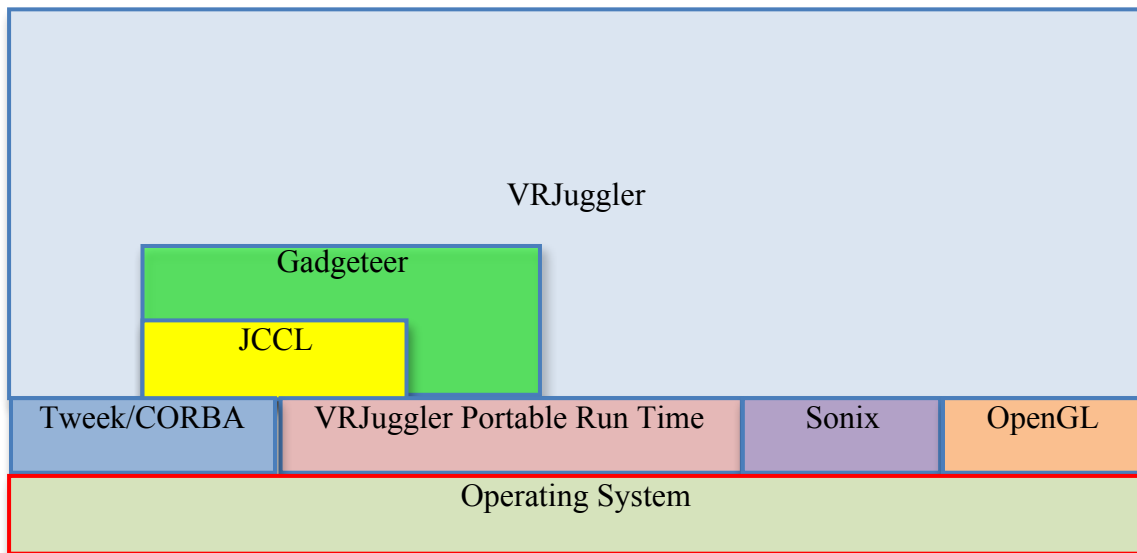 VRJuggler
Gadgeteer
JCCL
Tweek/CORBA
VRJuggler Portable Run Time
Sonix
OpenGL
Operating System